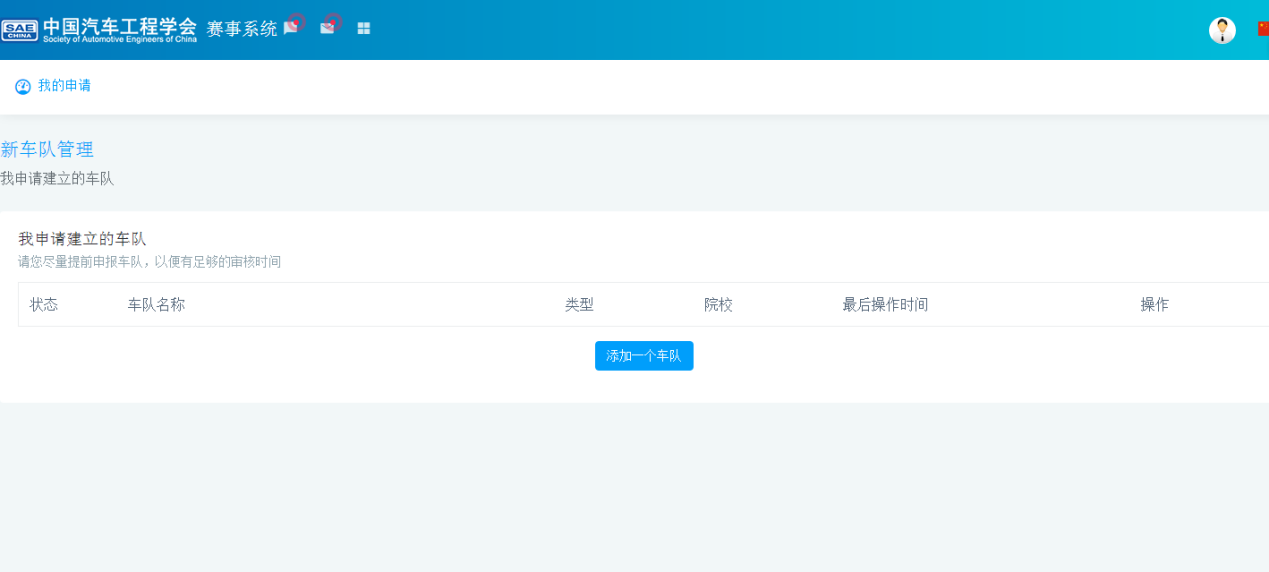 SAE CHINA 中国汽车工程学会 赛事系统
Society of Automotive Engineers of China
我的申请
新车队管理
我申请建立的车队
我申请建立的车队
请您尽量提前申报车队，以便有足够的审核时间
状态 车队名称 类型 院校 最后操作时间 操作
添加一个车队